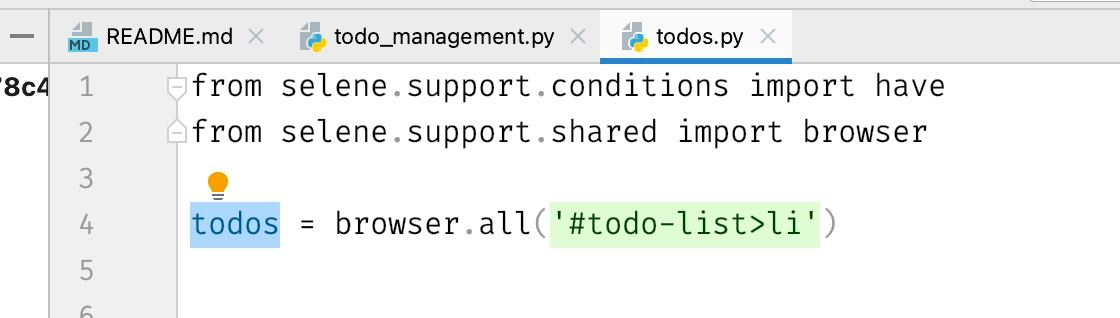 README.md todo_management.py todos.py
78c4 1 from selene.support.conditions import have
2 from selene.support.shared import browser
3
4 todos = browser.all('#todo-list>li')
5
6